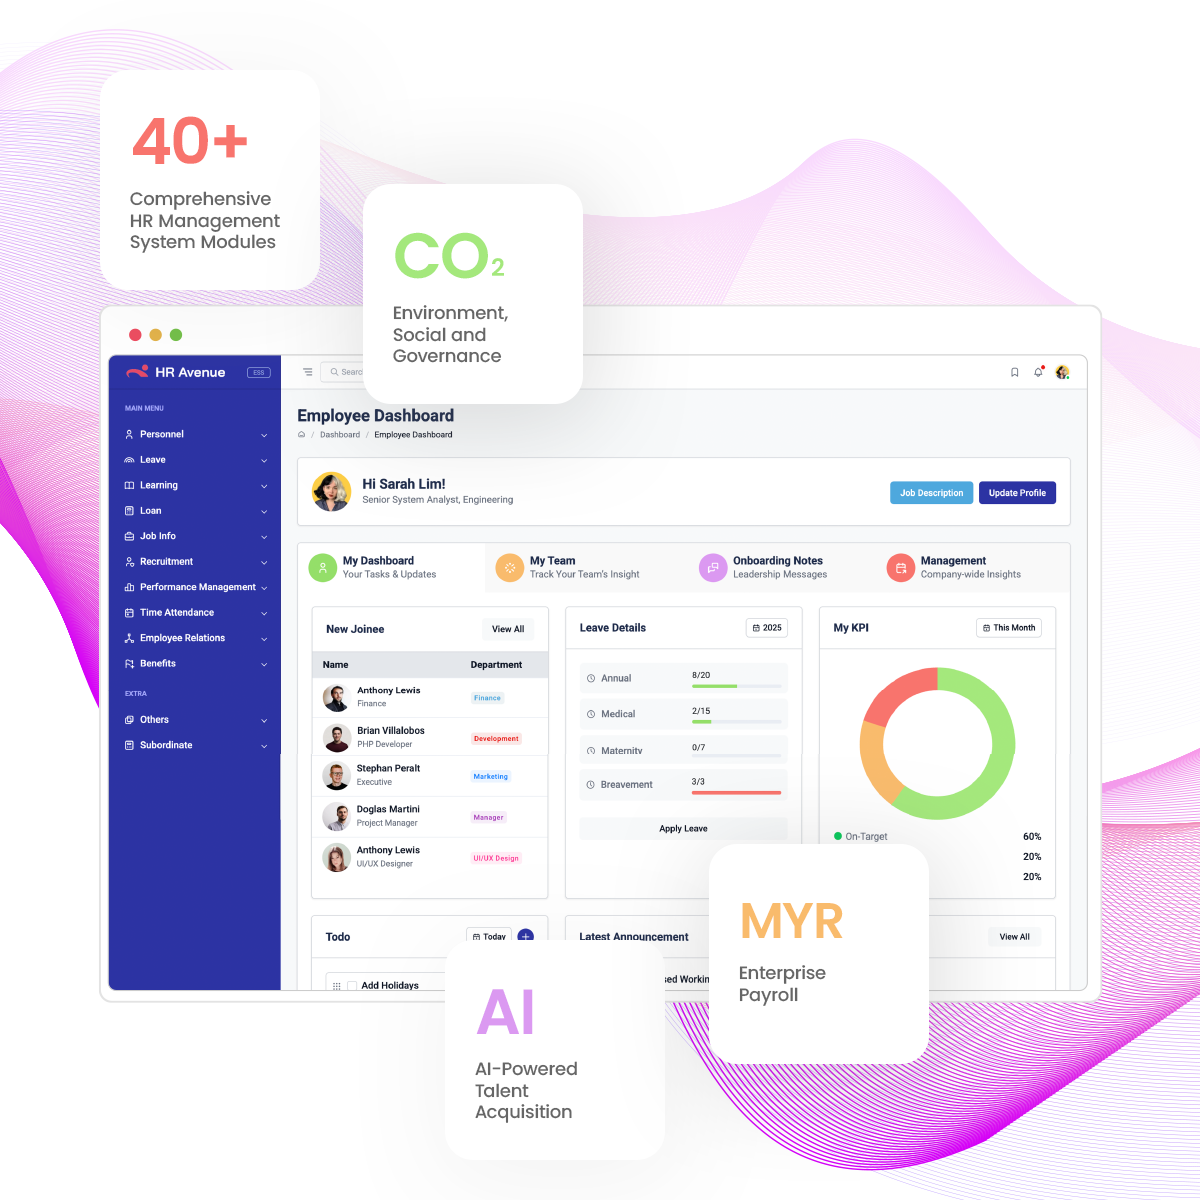 40+
Comprehensive
HR Management
System Modules
CO₂
Environment,
Social and
Governance
HR Avenue
ESS
MAIN MENU
Personnel
Leave
Learning
Loan
Job Info
Recruitment
Performance Management
Time Attendance
Employee Relations
Benefits
EXTRA
Others
Subordinate
Employee Dashboard
/ Dashboard / Employee Dashboard
Hi Sarah Lim!
Senior System Analyst, Engineering
Job Description
Update Profile
My Dashboard
Your Tasks & Updates
My Team
Track Your Team's Insight
Onboarding Notes
Leadership Messages
Management
Company-wide Insights
New Joinee
View All
Name Department
Anthony Lewis
Finance
Finance
Brian Villalobos
PHP Developer
Development
Stephan Peralt
Executive
Marketing
Doglas Martini
Project Manager
Manager
Anthony Lewis
UI/UX Designer
UI/UX Design
Leave Details
2025
Annual 8/20
Medical 2/15
Maternity 0/7
Breavement 3/3
Apply Leave
My KPI
This Month
On-Target 60%
20%
20%
Todo
Today
Add Holidays
Latest Announcement
View All
MYR
Enterprise
Payroll
AI
AI-Powered
Talent
Acquisition